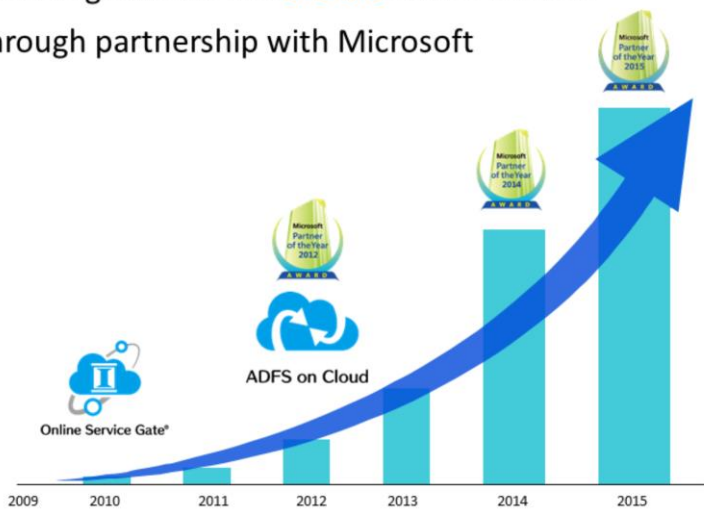 through partnership with Microsoft
Microsoft
Partner
of the Year
2015
AWARD
Microsoft
Partner
of the Year
2014
AWARD
Microsoft
Partner
of the Year
2012
AWARD
ADFS on Cloud
Online Service Gate®
2009 2010 2011 2012 2013 2014 2015